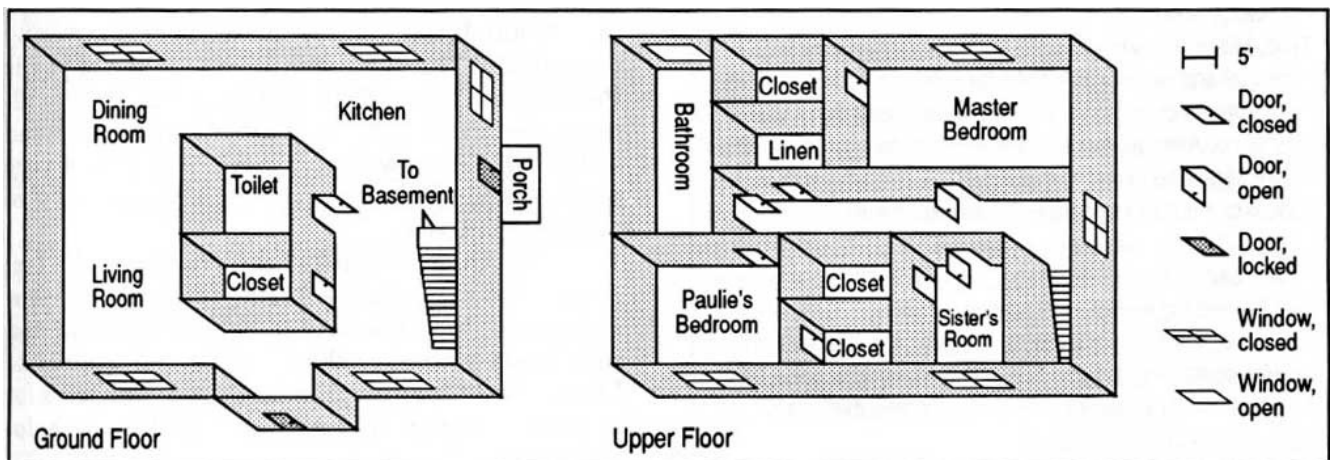 Dining
Room
Kitchen
Toilet
To
Basement
Porch
Living
Room
Closet
Ground Floor
Bathroom
Closet
Linen
Master
Bedroom
Paulie's
Bedroom
Closet
Closet
Sister's
Room
Upper Floor
5'
Door,
closed
Door,
open
Door,
locked
Window,
closed
Window,
open